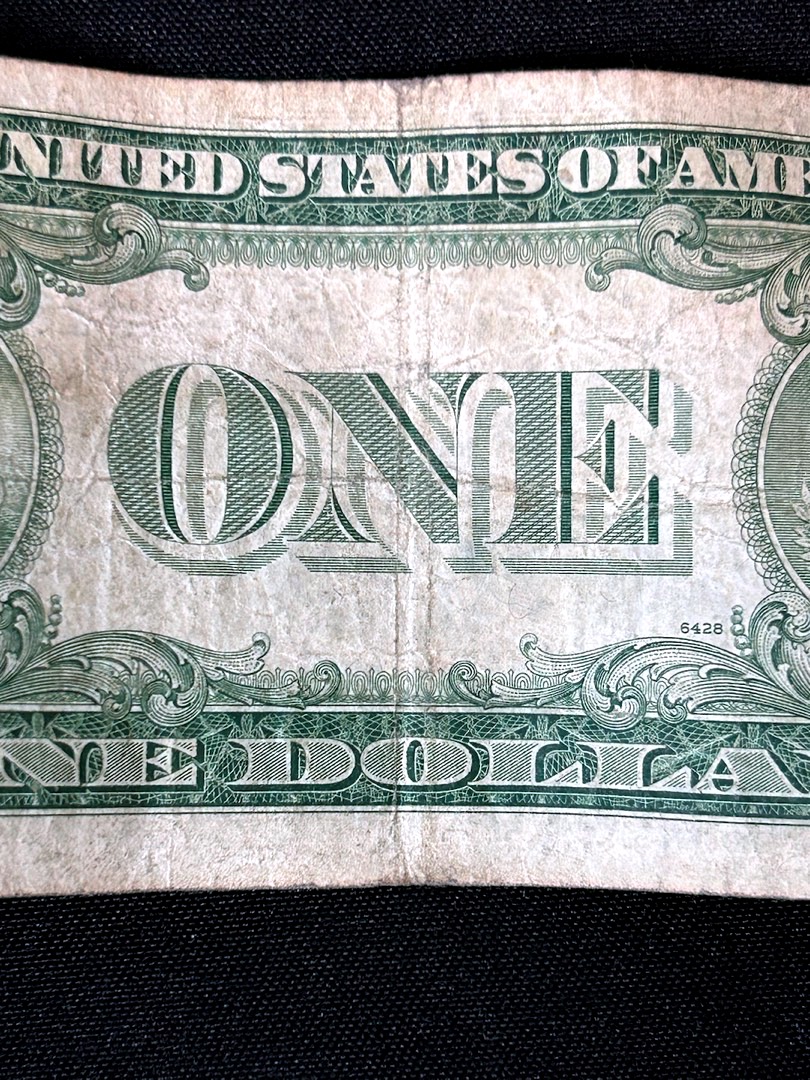 NITED STATES OF AME
ONE
6428
NE DOLLA